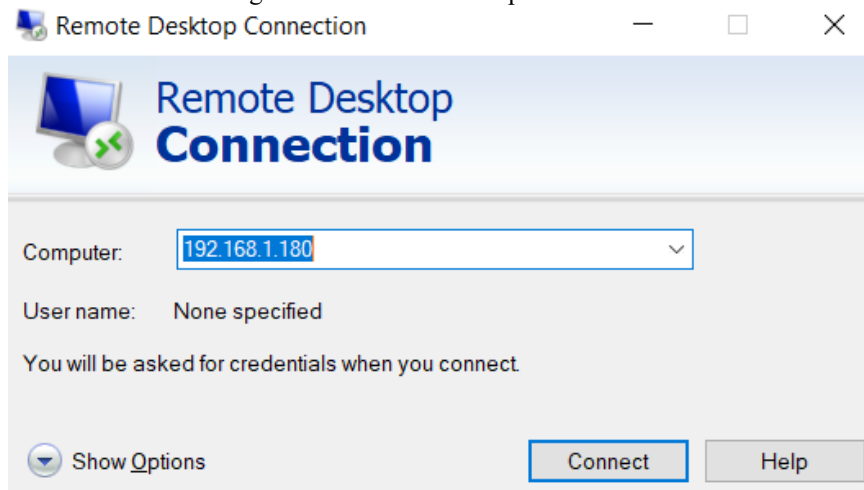 Remote Desktop Connection
Remote Desktop
Connection
Computer: 192.168.1.180
User name: None specified
You will be asked for credentials when you connect.
Show Options Connect Help